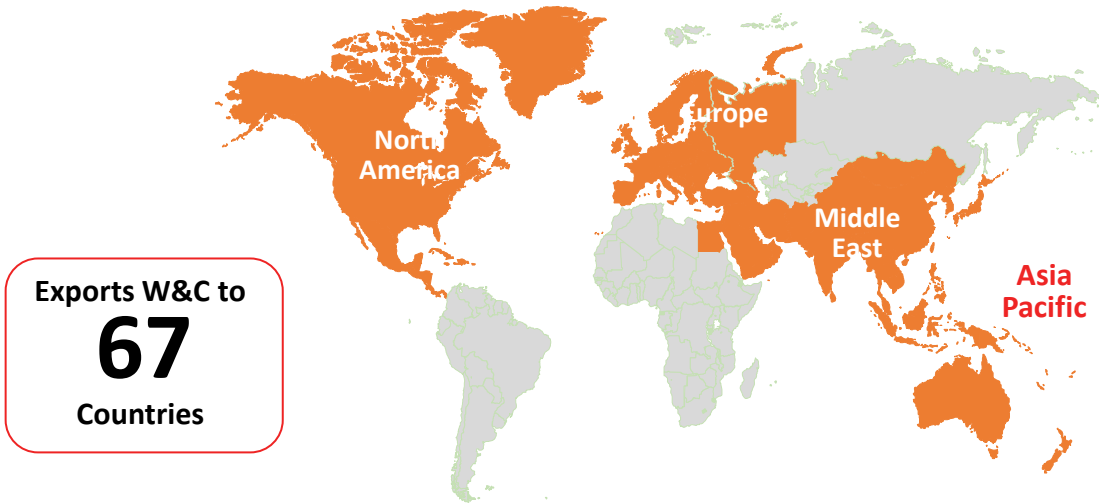 North
America
Europe
Middle
East
Asia
Pacific
Exports W&C to
67
Countries